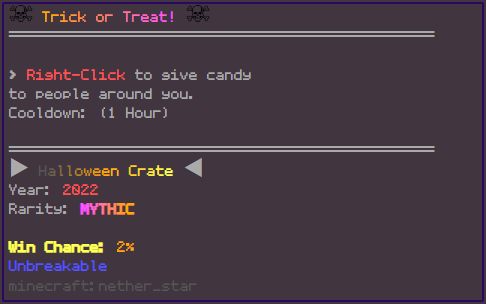 ☠ Trick or Treat! ☠
> Right-Click to give candy
to people around you.
Cooldown: (1 Hour)
▶ Halloween Crate ◀
Year: 2022
Rarity: MYTHIC
Win Chance: 2%
Unbreakable
minecraft:nether_star